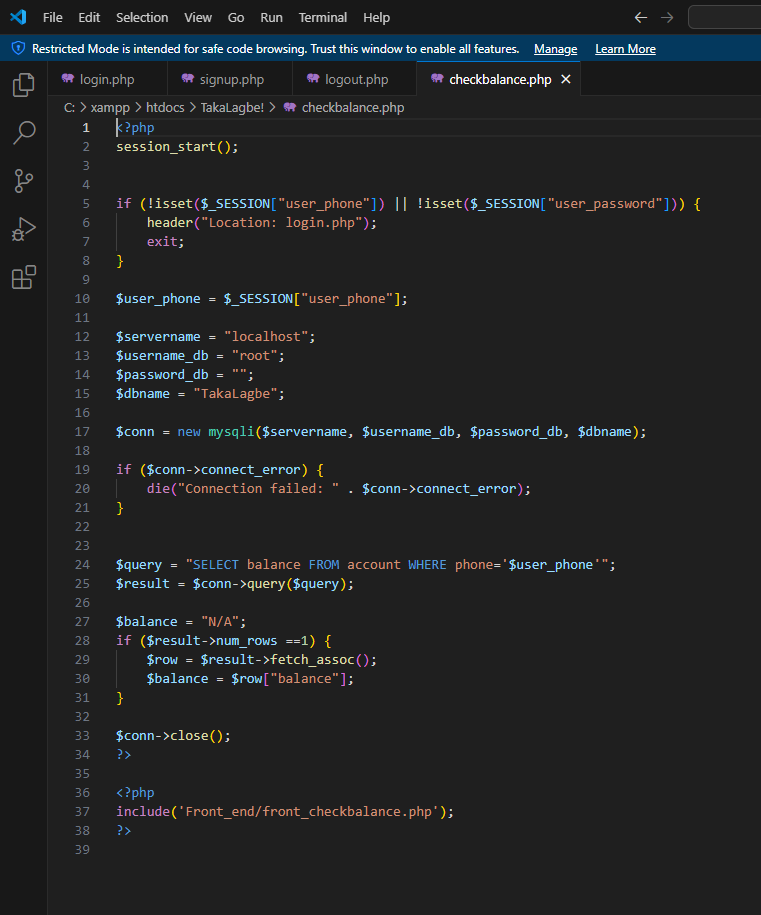 File Edit Selection View Go Run Terminal Help
Restricted Mode is intended for safe code browsing. Trust this window to enable all features. Manage Learn More
login.php signup.php logout.php checkbalance.php
C: > xampp > htdocs > TakaLagbe! > checkbalance.php
1 <?php
2 session_start();
3
4
5 if (!isset($_SESSION["user_phone"]) || !isset($_SESSION["user_password"])) {
6     header("Location: login.php");
7     exit;
8 }
9
10 $user_phone = $_SESSION["user_phone"];
11
12 $servername = "localhost";
13 $username_db = "root";
14 $password_db = "";
15 $dbname = "TakaLagbe";
16
17 $conn = new mysqli($servername, $username_db, $password_db, $dbname);
18
19 if ($conn->connect_error) {
20     die("Connection failed: " . $conn->connect_error);
21 }
22
23
24 $query = "SELECT balance FROM account WHERE phone='$user_phone'";
25 $result = $conn->query($query);
26
27 $balance = "N/A";
28 if ($result->num_rows ==1) {
29     $row = $result->fetch_assoc();
30     $balance = $row["balance"];
31 }
32
33 $conn->close();
34 ?>
35
36 <?php
37 include('Front_end/front_checkbalance.php');
38 ?>
39